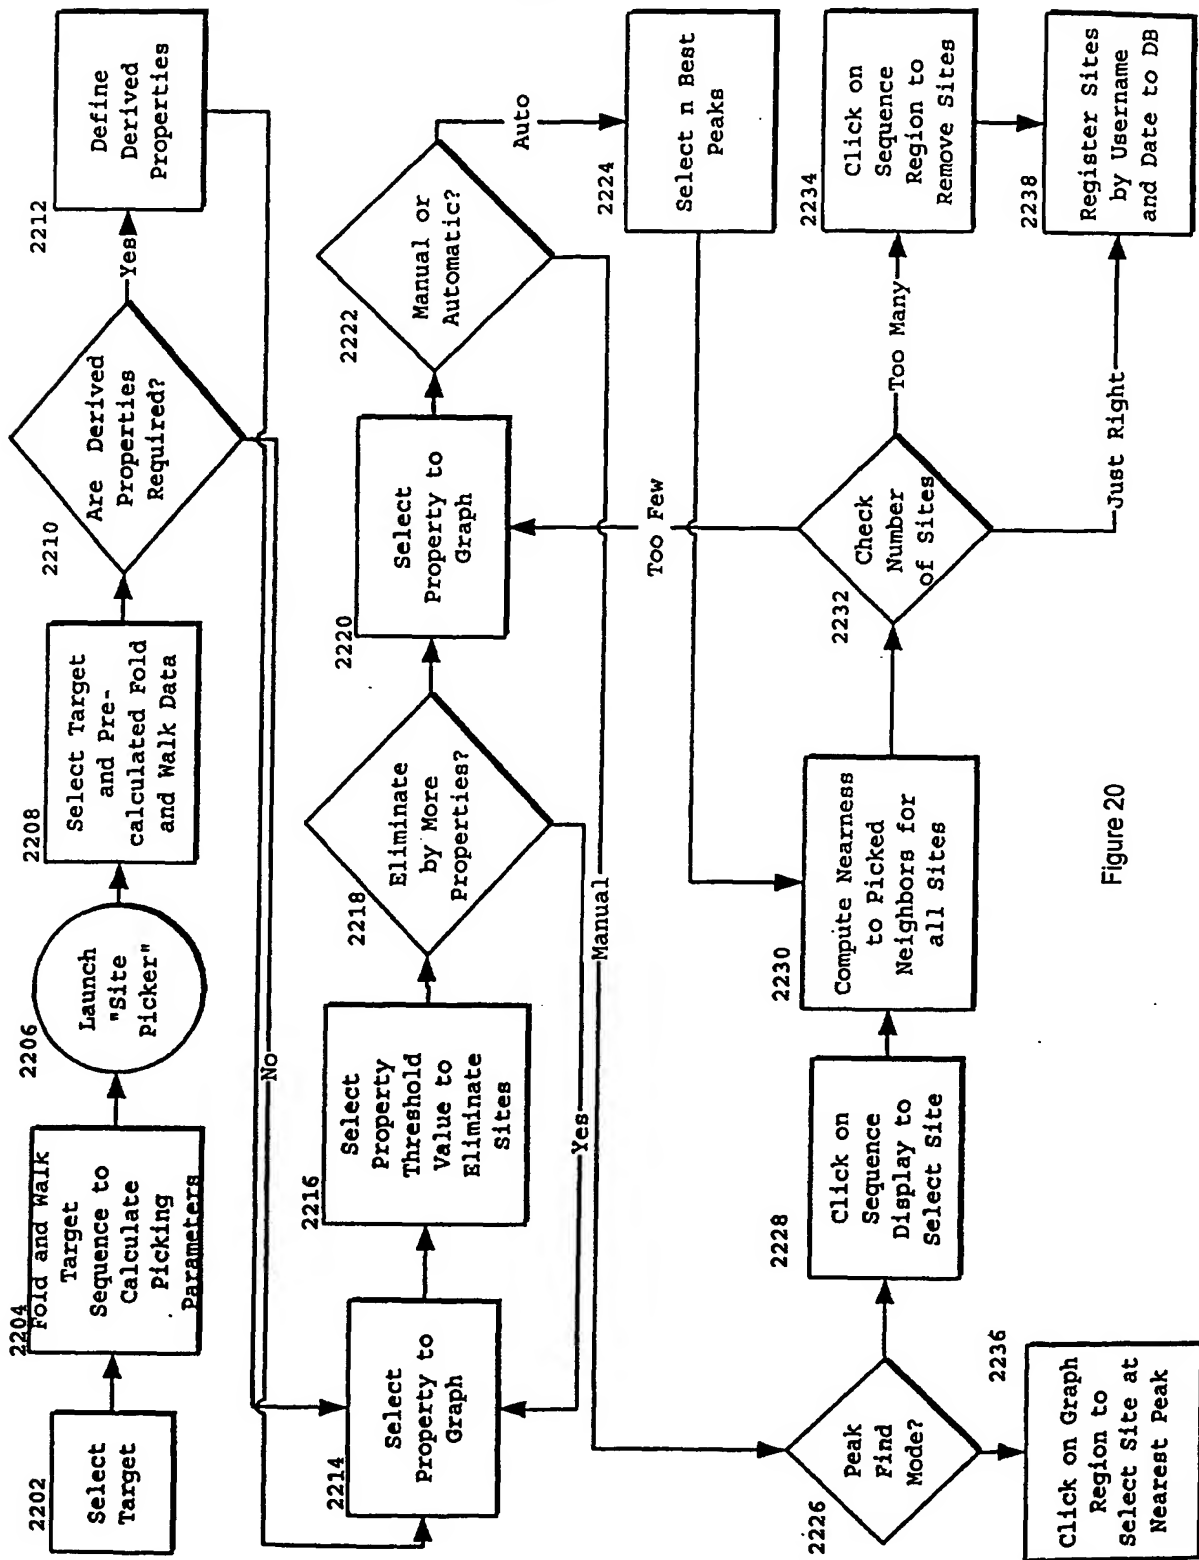 2202
Select
Target
2204
Fold and Walk
Target
Sequence to
Calculate
Picking
Parameters
2206
Launch
"Site
Picker"
2208
Select Target
and Pre-
calculated Fold
and Walk Data
2210
Are Derived
Properties
Required?
Yes
2212
Define
Derived
Properties
No
2214
Select
Property to
Graph
2216
Select
Property
Threshold
Value to
Eliminate
Sites
2218
Eliminate
by More
Properties?
Yes
2220
Select
Property to
Graph
2222
Manual or
Automatic?
Auto
Manual
2224
Select n Best
Peaks
2226
Peak
Find
Mode?
2228
Click on
Sequence
Display to
Select Site
2230
Compute Nearness
to Picked
Neighbors for
all Sites
2232
Check
Number
of Sites
Too Few
Too Many
Just Right
2234
Click on
Sequence
Region to
Remove Sites
2236
Click on Graph
Region to
Select Site at
Nearest Peak
2238
Register Sites
by Username
and Date to DB
Figure 20